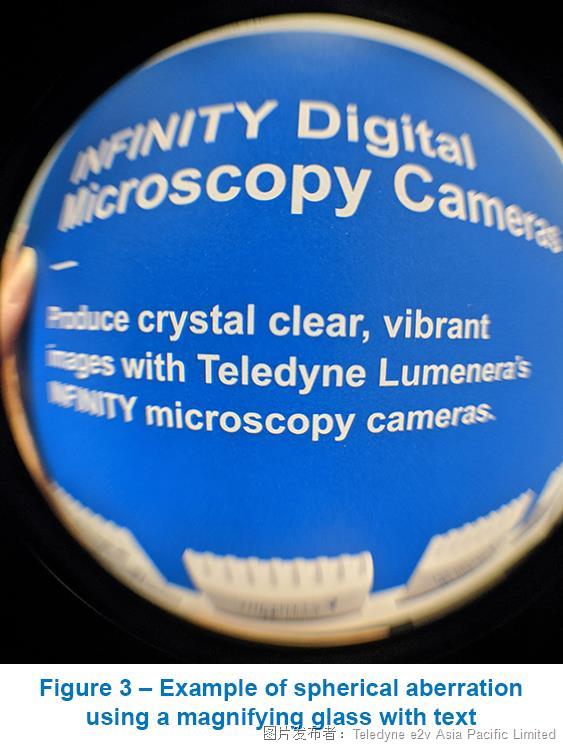 INFINITY Digital
Microscopy Cameras
—
Produce crystal clear, vibrant
images with Teledyne Lumenera's
INFINITY microscopy cameras.
Figure 3 – Example of spherical aberration
using a magnifying glass with text
图片发布者：Teledyne e2v Asia Pacific Limited